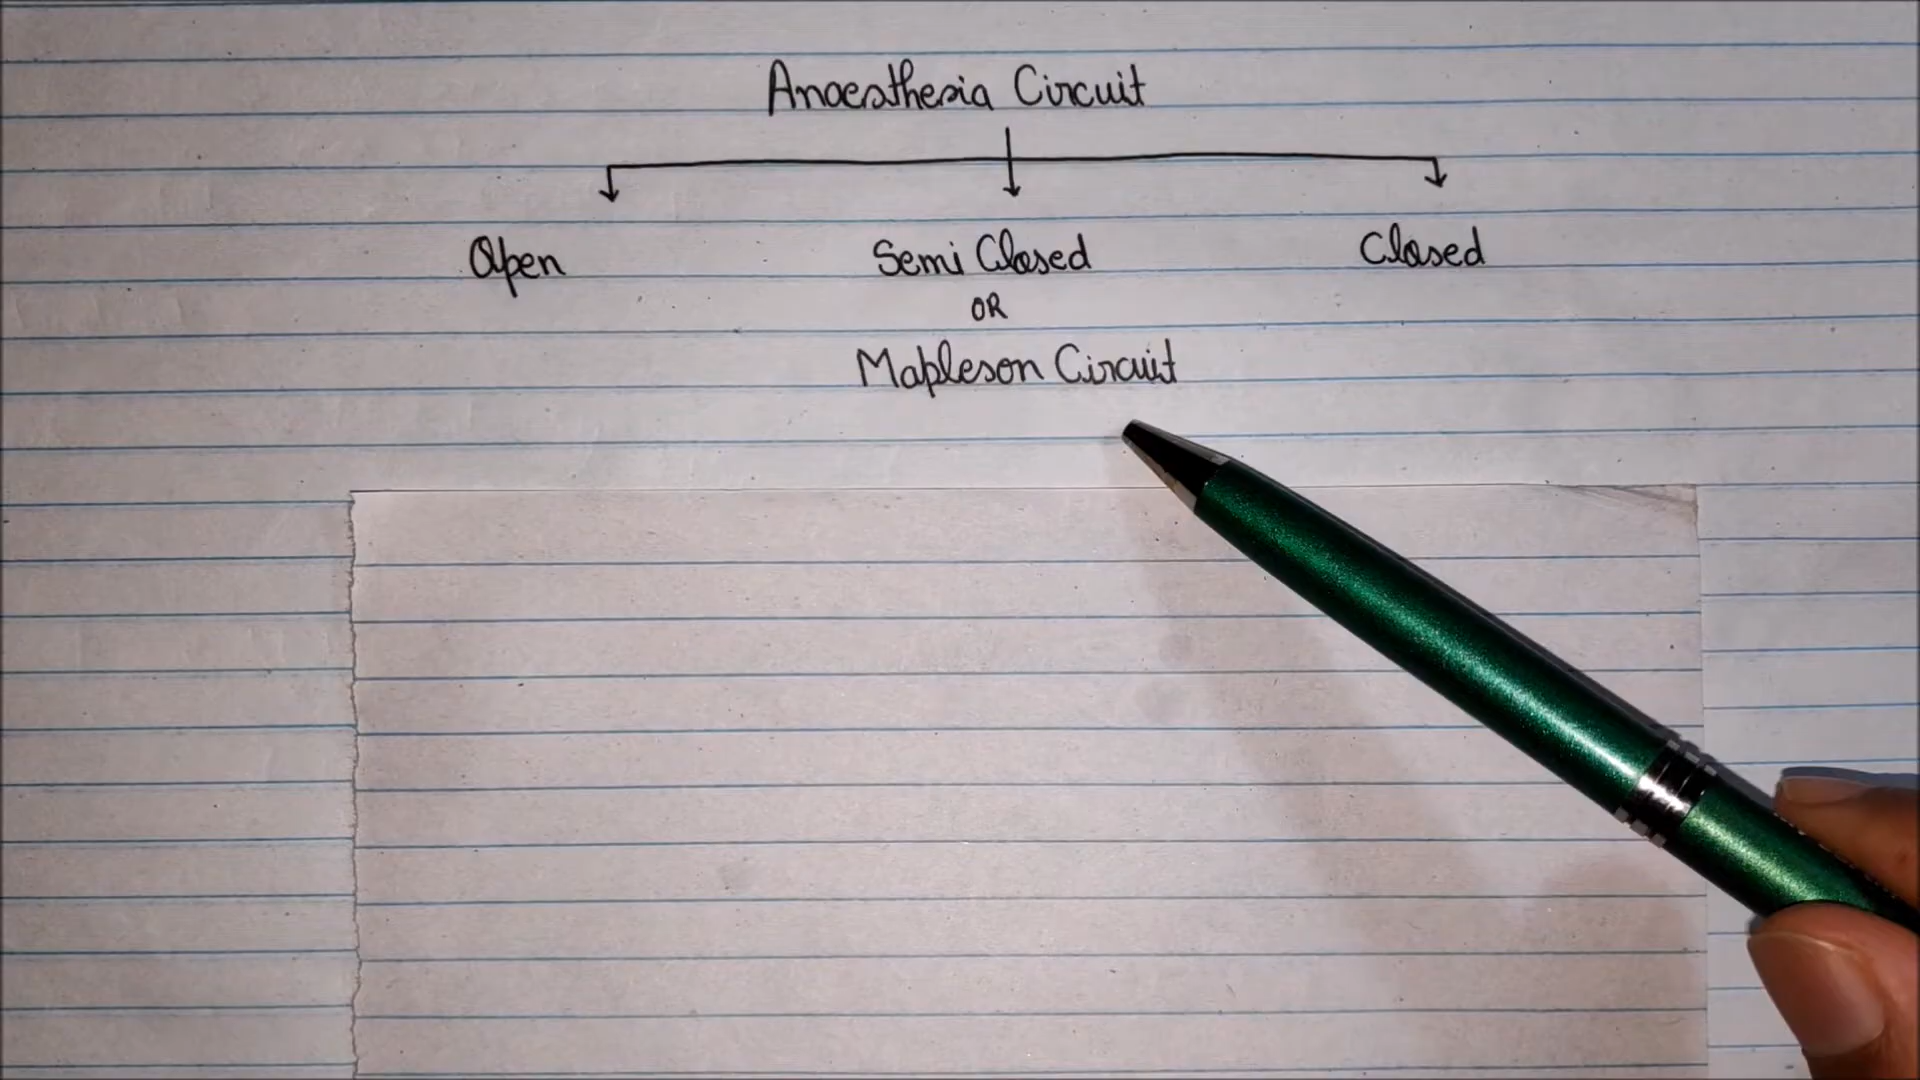 Anaesthesia Circuit
Open
Semi Closed
Closed
OR
Mapleson Circuit